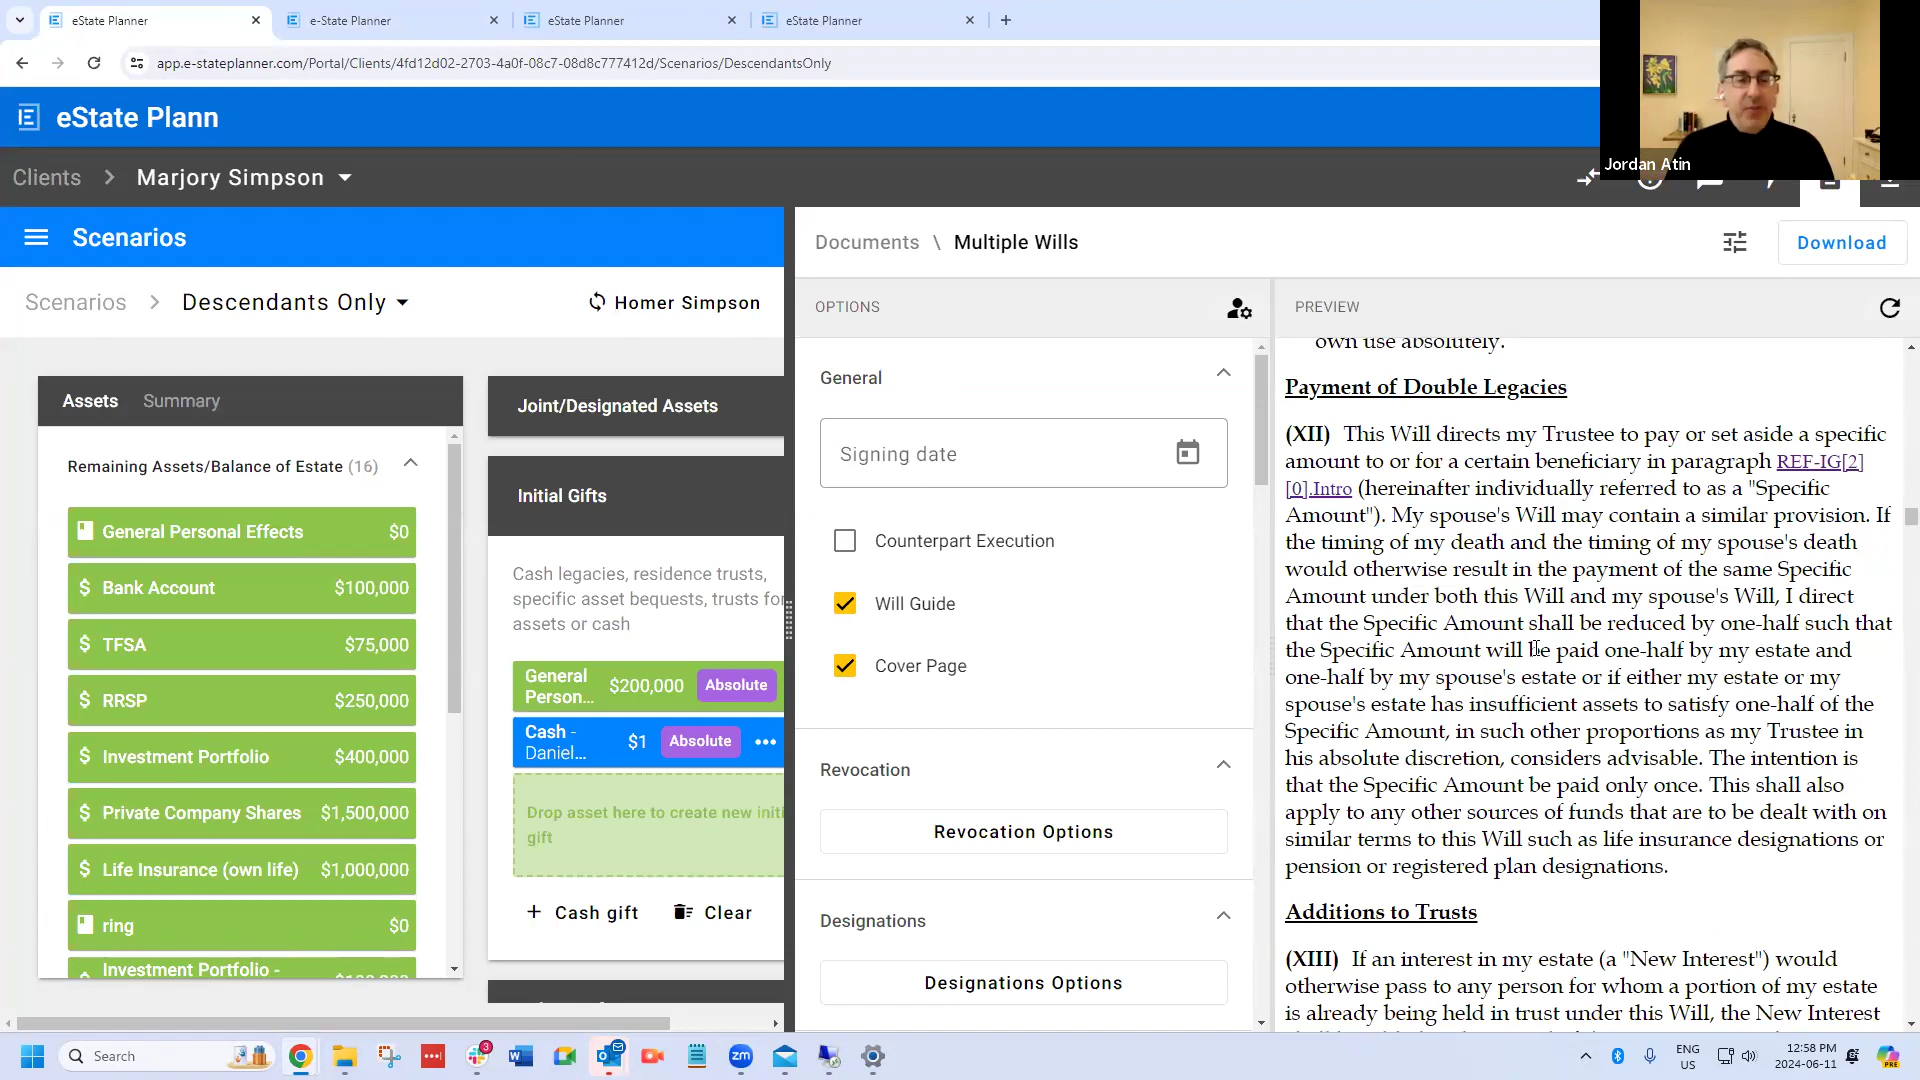 eState Planner
e-State Planner
eState Planner
eState Planner
app.e-stateplanner.com/Portal/Clients/4fd12d02-2703-4a0f-08c7-08d8c777412d/Scenarios/DescendantsOnly
eState Plann
Jordan Atin
Clients > Marjory Simpson
Scenarios
Documents \ Multiple Wills
Download
Scenarios > Descendants Only
Homer Simpson
OPTIONS
PREVIEW
Assets Summary
Remaining Assets/Balance of Estate (16)
General Personal Effects $0
Bank Account $100,000
TFSA $75,000
RRSP $250,000
Investment Portfolio $400,000
Private Company Shares $1,500,000
Life Insurance (own life) $1,000,000
ring $0
Investment Portfolio -
Joint/Designated Assets
Initial Gifts
Cash legacies, residence trusts,
specific asset bequests, trusts for
assets or cash
General
Person... $200,000 Absolute
Cash -
Daniel... $1 Absolute
Drop asset here to create new initi
gift
+ Cash gift Clear
General
Signing date
Counterpart Execution
Will Guide
Cover Page
Revocation
Revocation Options
Designations
Designations Options
own use absolutely.
Payment of Double Legacies
(XII) This Will directs my Trustee to pay or set aside a specific
amount to or for a certain beneficiary in paragraph REF-IG[2]
[0].Intro (hereinafter individually referred to as a "Specific
Amount"). My spouse's Will may contain a similar provision. If
the timing of my death and the timing of my spouse's death
would otherwise result in the payment of the same Specific
Amount under both this Will and my spouse's Will, I direct
that the Specific Amount shall be reduced by one-half such that
the Specific Amount will be paid one-half by my estate and
one-half by my spouse's estate or if either my estate or my
spouse's estate has insufficient assets to satisfy one-half of the
Specific Amount, in such other proportions as my Trustee in
his absolute discretion, considers advisable. The intention is
that the Specific Amount be paid only once. This shall also
apply to any other sources of funds that are to be dealt with on
similar terms to this Will such as life insurance designations or
pension or registered plan designations.
Additions to Trusts
(XIII) If an interest in my estate (a "New Interest") would
otherwise pass to any person for whom a portion of my estate
is already being held in trust under this Will, the New Interest
Search
3
zm
ENG
US
12:58 PM
2024-06-11
PRE